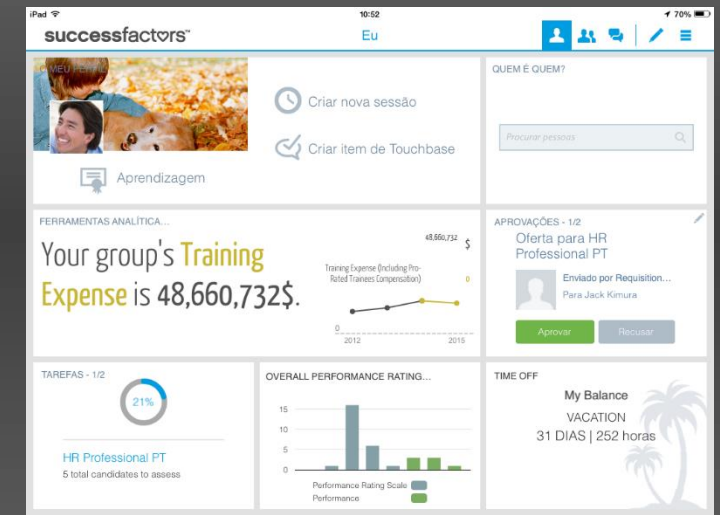 iPad
10:52
70%
successfactors™
Eu
O MEU PERFIL
Criar nova sessão
Criar item de Touchbase
Aprendizagem
QUEM É QUEM?
Procurar pessoas
FERRAMENTAS ANALÍTICA...
Your group's Training
Expense is 48,660,732$.
48,660,732
$
Training Expense (Including Pro-
Rated Trainees Compensation)
0
0
2012
2015
APROVAÇÕES - 1/2
Oferta para HR
Professional PT
Enviado por Requisition...
Para Jack Kimura
Aprovar
Recusar
TAREFAS - 1/2
21%
HR Professional PT
5 total candidates to assess
OVERALL PERFORMANCE RATING...
15
10
5
0
Performance Rating Scale
Performance
TIME OFF
My Balance
VACATION
31 DIAS | 252 horas